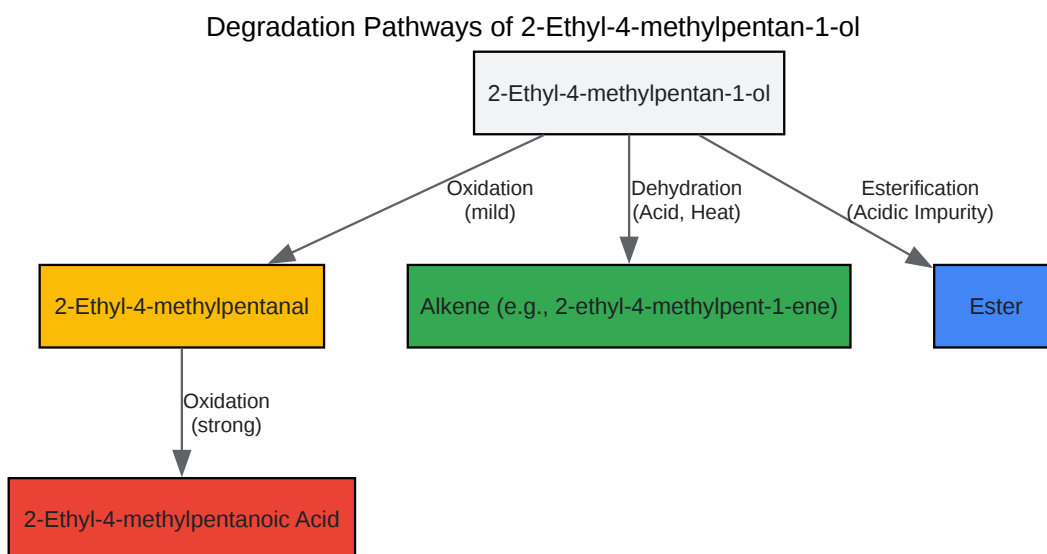 Degradation Pathways of 2-Ethyl-4-methylpentan-1-ol
2-Ethyl-4-methylpentan-1-ol
Oxidation
(mild)
Dehydration
(Acid, Heat)
Esterification
(Acidic Impurity)
2-Ethyl-4-methylpentanal
Alkene (e.g., 2-ethyl-4-methylpent-1-ene)
Ester
Oxidation
(strong)
2-Ethyl-4-methylpentanoic Acid